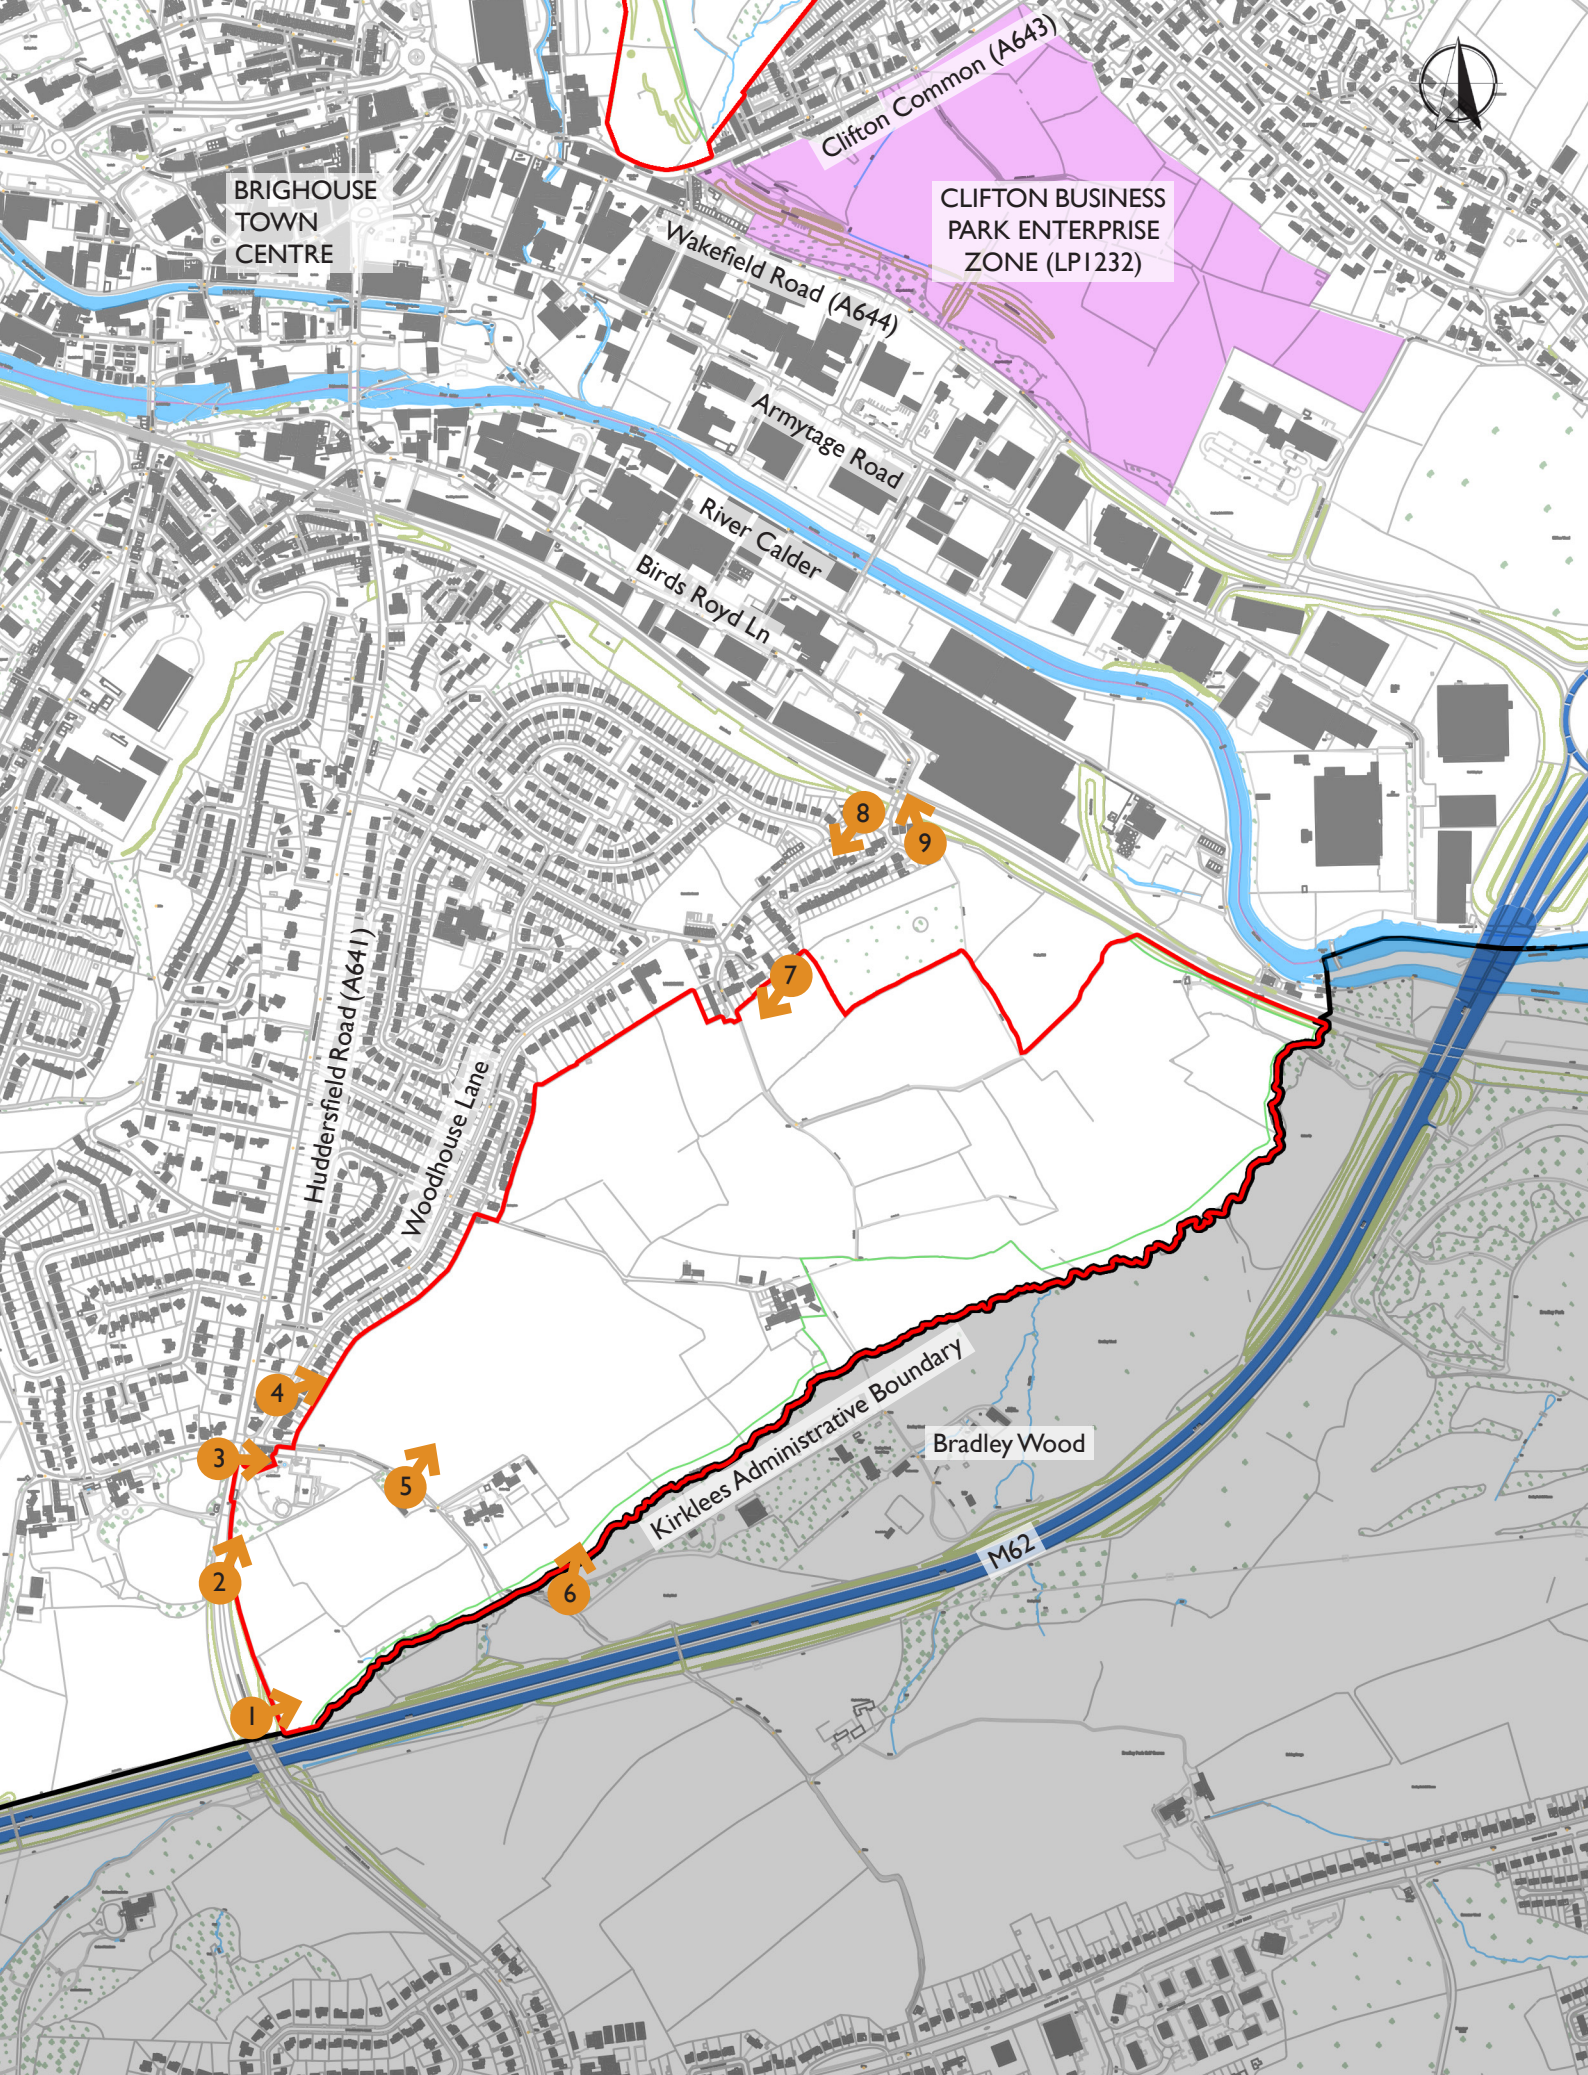 Clifton Common (A643)
BRIGHOUSE
TOWN
CENTRE
CLIFTON BUSINESS
PARK ENTERPRISE
ZONE (LP1232)
Wakefield Road (A644)
Armytage Road
River Calder
Birds Royd Ln
8
9
7
Huddersfield Road (A641)
Woodhouse Lane
4
3
5
Kirklees Administrative Boundary
Bradley Wood
M62
2
6
1